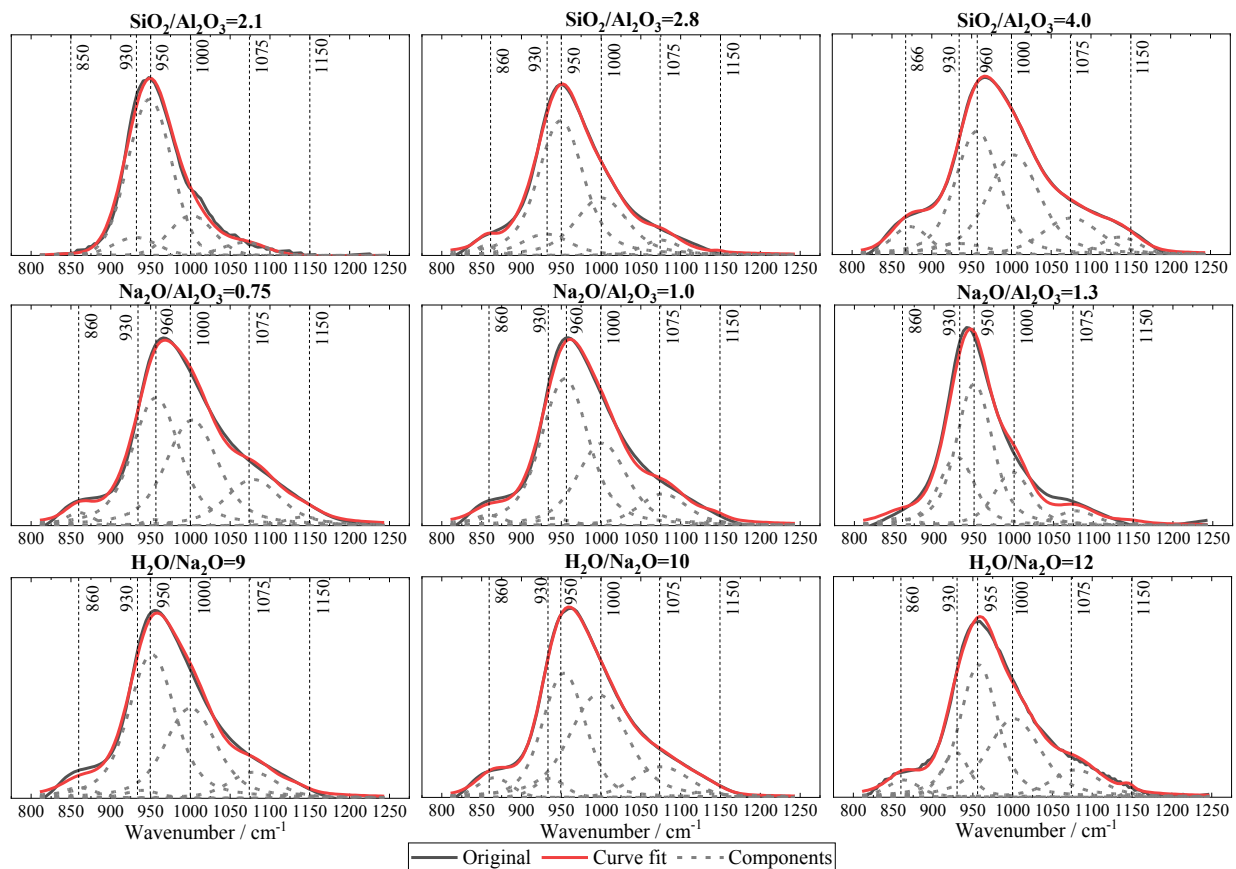 SiO₂/Al₂O₃=2.1 SiO₂/Al₂O₃=2.8 SiO₂/Al₂O₃=4.0
850 930 950 1000 1075 1150 860 930 950 1000 1075 1150 866 930 960 1000 1075 1150
800 850 900 950 1000 1050 1100 1150 1200 1250 800 850 900 950 1000 1050 1100 1150 1200 1250 800 850 900 950 1000 1050 1100 1150 1200 1250
Na₂O/Al₂O₃=0.75 Na₂O/Al₂O₃=1.0 Na₂O/Al₂O₃=1.3
860 930 960 1000 1075 1150 860 930 960 1000 1075 1150 860 930 950 1000 1075 1150
800 850 900 950 1000 1050 1100 1150 1200 1250 800 850 900 950 1000 1050 1100 1150 1200 1250 800 850 900 950 1000 1050 1100 1150 1200 1250
H₂O/Na₂O=9 H₂O/Na₂O=10 H₂O/Na₂O=12
860 930 950 1000 1075 1150 860 930 950 1000 1075 1150 860 930 955 1000 1075 1150
800 850 900 950 1000 1050 1100 1150 1200 1250 800 850 900 950 1000 1050 1100 1150 1200 1250 800 850 900 950 1000 1050 1100 1150 1200 1250
Wavenumber / cm⁻¹ Wavenumber / cm⁻¹ Wavenumber / cm⁻¹
Original Curve fit Components